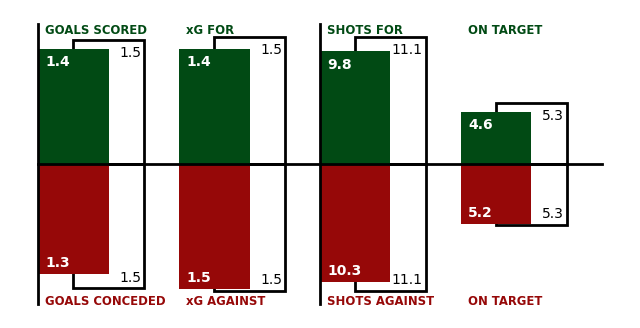 GOALS SCORED xG FOR SHOTS FOR ON TARGET
1.4 1.5 1.4 1.5 9.8 11.1 4.6 5.3
1.3 1.5 1.5 1.5 10.3 11.1 5.2 5.3
GOALS CONCEDED xG AGAINST SHOTS AGAINST ON TARGET